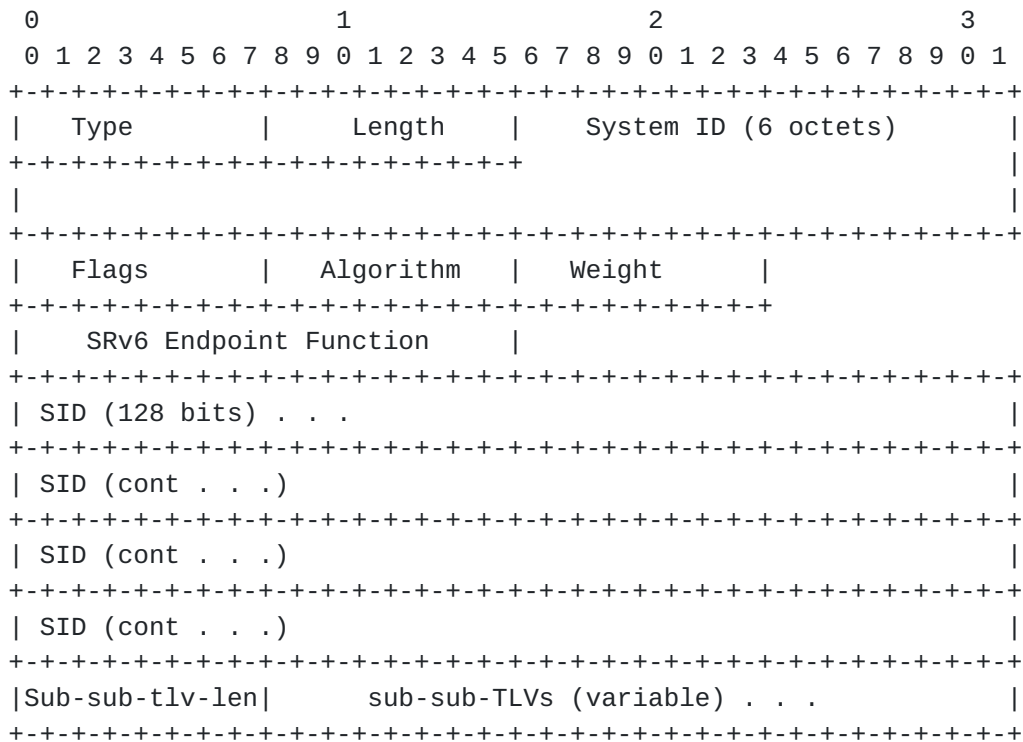 0                   1                   2                   3
 0 1 2 3 4 5 6 7 8 9 0 1 2 3 4 5 6 7 8 9 0 1 2 3 4 5 6 7 8 9 0 1
+-+-+-+-+-+-+-+-+-+-+-+-+-+-+-+-+-+-+-+-+-+-+-+-+-+-+-+-+-+-+-+-+
|   Type        |     Length    |    System ID (6 octets)       |
+-+-+-+-+-+-+-+-+-+-+-+-+-+-+-+-+                               |
|                                                               |
+-+-+-+-+-+-+-+-+-+-+-+-+-+-+-+-+-+-+-+-+-+-+-+-+-+-+-+-+-+-+-+-+
|   Flags       |   Algorithm   |   Weight      |
+-+-+-+-+-+-+-+-+-+-+-+-+-+-+-+-+-+-+-+-+-+-+-+-+
|    SRv6 Endpoint Function     |
+-+-+-+-+-+-+-+-+-+-+-+-+-+-+-+-+-+-+-+-+-+-+-+-+-+-+-+-+-+-+-+-+
| SID (128 bits) . . .                                          |
+-+-+-+-+-+-+-+-+-+-+-+-+-+-+-+-+-+-+-+-+-+-+-+-+-+-+-+-+-+-+-+-+
| SID (cont . . .)                                              |
+-+-+-+-+-+-+-+-+-+-+-+-+-+-+-+-+-+-+-+-+-+-+-+-+-+-+-+-+-+-+-+-+
| SID (cont . . .)                                              |
+-+-+-+-+-+-+-+-+-+-+-+-+-+-+-+-+-+-+-+-+-+-+-+-+-+-+-+-+-+-+-+-+
| SID (cont . . .)                                              |
+-+-+-+-+-+-+-+-+-+-+-+-+-+-+-+-+-+-+-+-+-+-+-+-+-+-+-+-+-+-+-+-+
|Sub-sub-tlv-len|      sub-sub-TLVs (variable) . . .            |
+-+-+-+-+-+-+-+-+-+-+-+-+-+-+-+-+-+-+-+-+-+-+-+-+-+-+-+-+-+-+-+-+